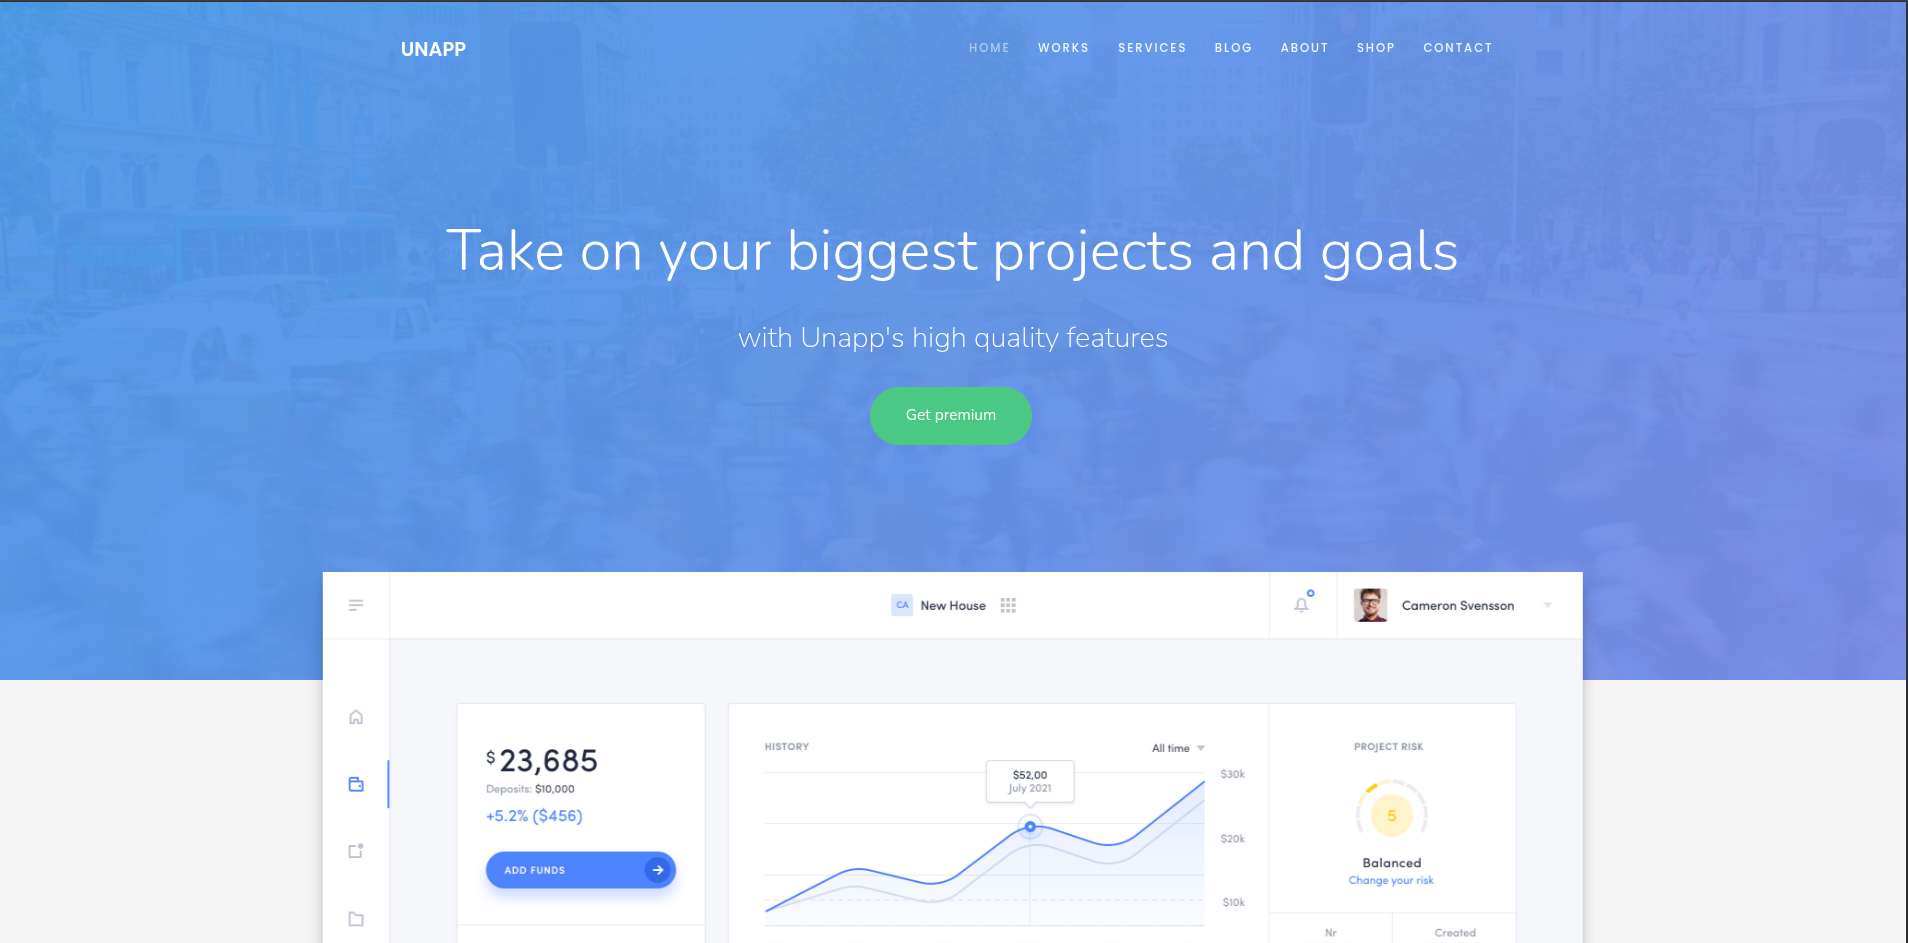 UNAPP
HOME WORKS SERVICES BLOG ABOUT SHOP CONTACT
Take on your biggest projects and goals
with Unapp's high quality features
Get premium
CA New House
Cameron Svensson
$23,685
Deposits: $10,000
+5.2% ($456)
ADD FUNDS
HISTORY
All time
$52,00
July 2021
$30k
$20k
$10k
PROJECT RISK
5
Balanced
Change your risk
Nr Created